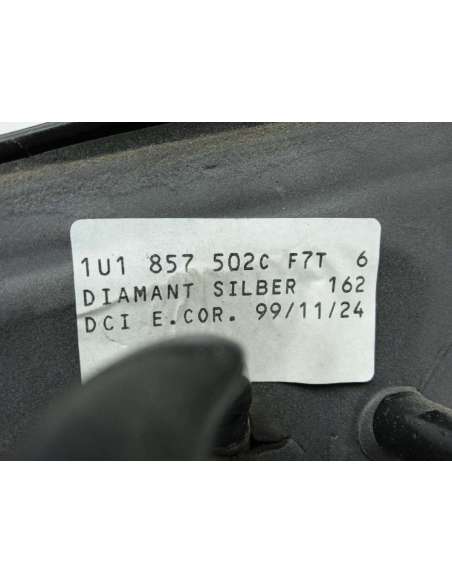 1U1 857 502C F7T 6
DIAMANT SILBER 162
DCI E.COR. 99/11/24